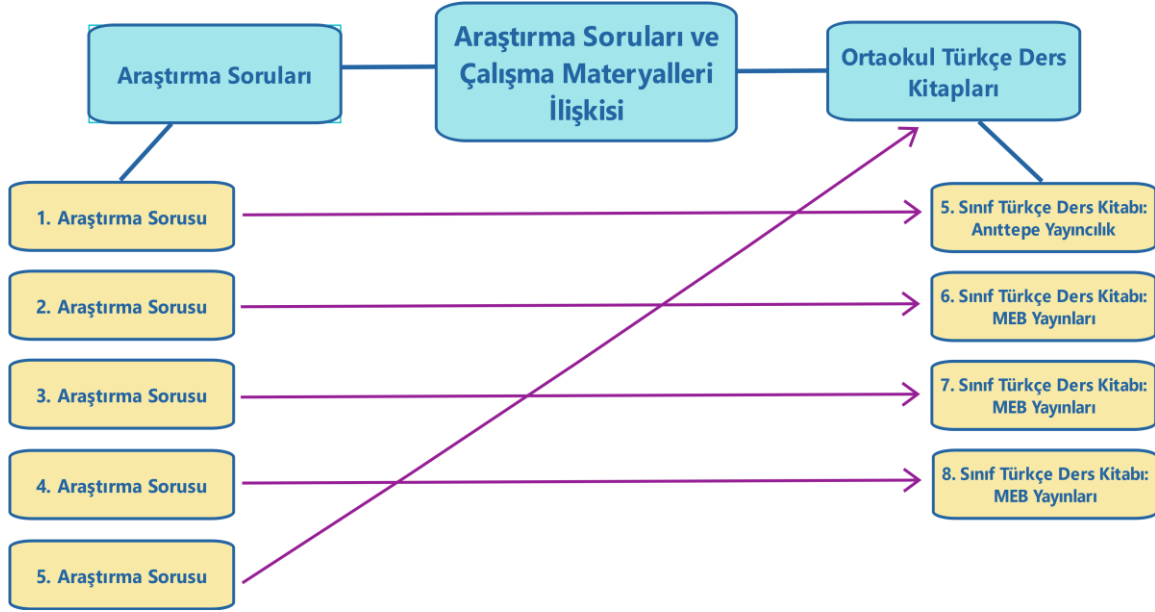 Araştırma Soruları
Araştırma Soruları ve
Çalışma Materyalleri
İlişkisi
Ortaokul Türkçe Ders
Kitapları
1. Araştırma Sorusu
5. Sınıf Türkçe Ders Kitabı:
Anıttepe Yayıncılık
2. Araştırma Sorusu
6. Sınıf Türkçe Ders Kitabı:
MEB Yayınları
3. Araştırma Sorusu
7. Sınıf Türkçe Ders Kitabı:
MEB Yayınları
4. Araştırma Sorusu
8. Sınıf Türkçe Ders Kitabı:
MEB Yayınları
5. Araştırma Sorusu